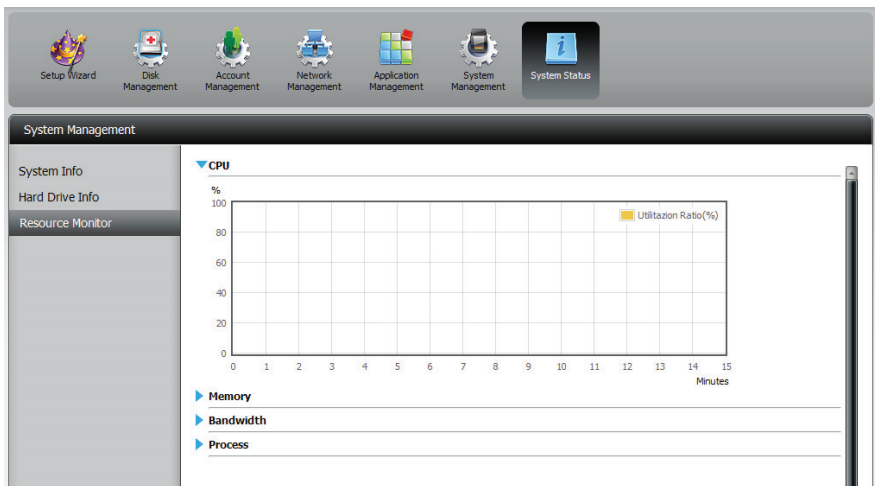 Setup Wizard
Disk Management
Account Management
Network Management
Application Management
System Management
System Status
System Management
System Info
Hard Drive Info
Resource Monitor
CPU
%
100
80
60
40
20
0
Utilitazion Ratio(%)
0 1 2 3 4 5 6 7 8 9 10 11 12 13 14 15
Minutes
Memory
Bandwidth
Process